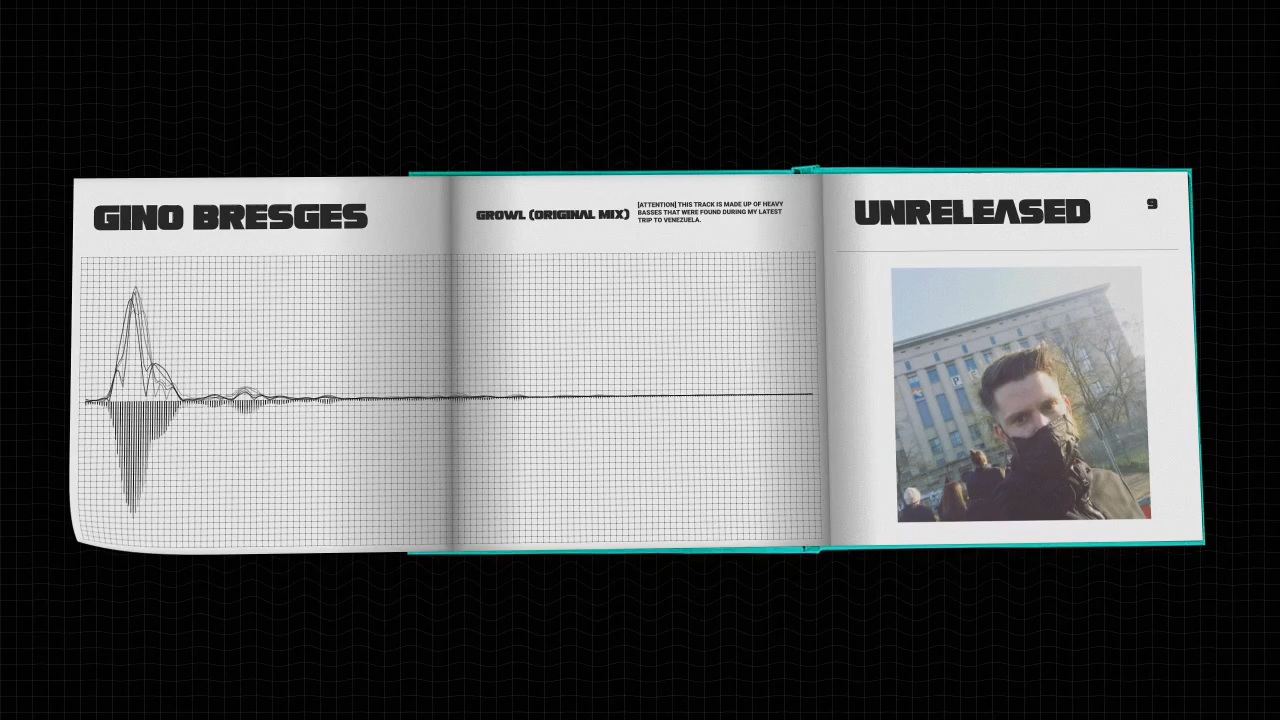 GINO BRESGES
GROWL (ORIGINAL MIX)
[ATTENTION] THIS TRACK IS MADE UP OF HEAVY
BASSES THAT WERE FOUND DURING MY LATEST
TRIP TO VENEZUELA.
UNRELEASED
9